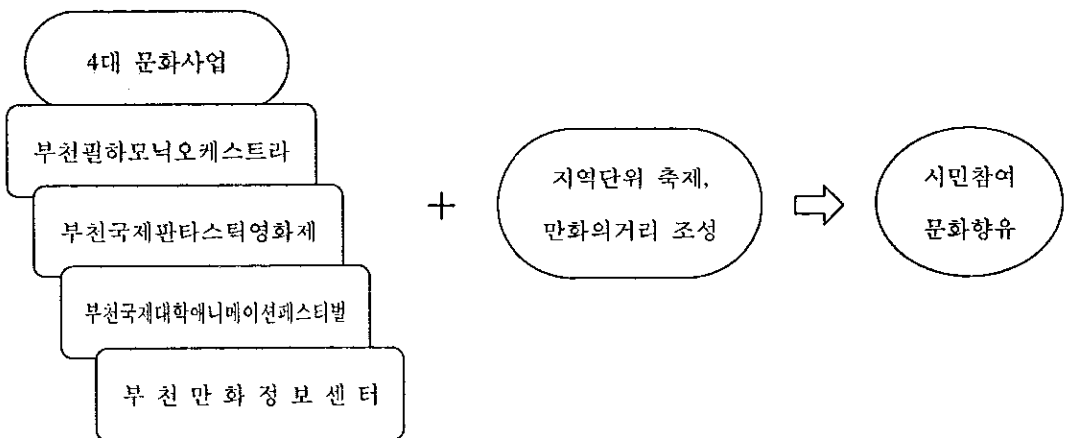 4대 문화사업
부천필하모닉오케스트라
부천국제판타스틱영화제
부천국제대학애니메이션페스티벌
부 천 만 화 정 보 센 터
+
지역단위 축제,
만화의거리 조성
시민참여
문화향유